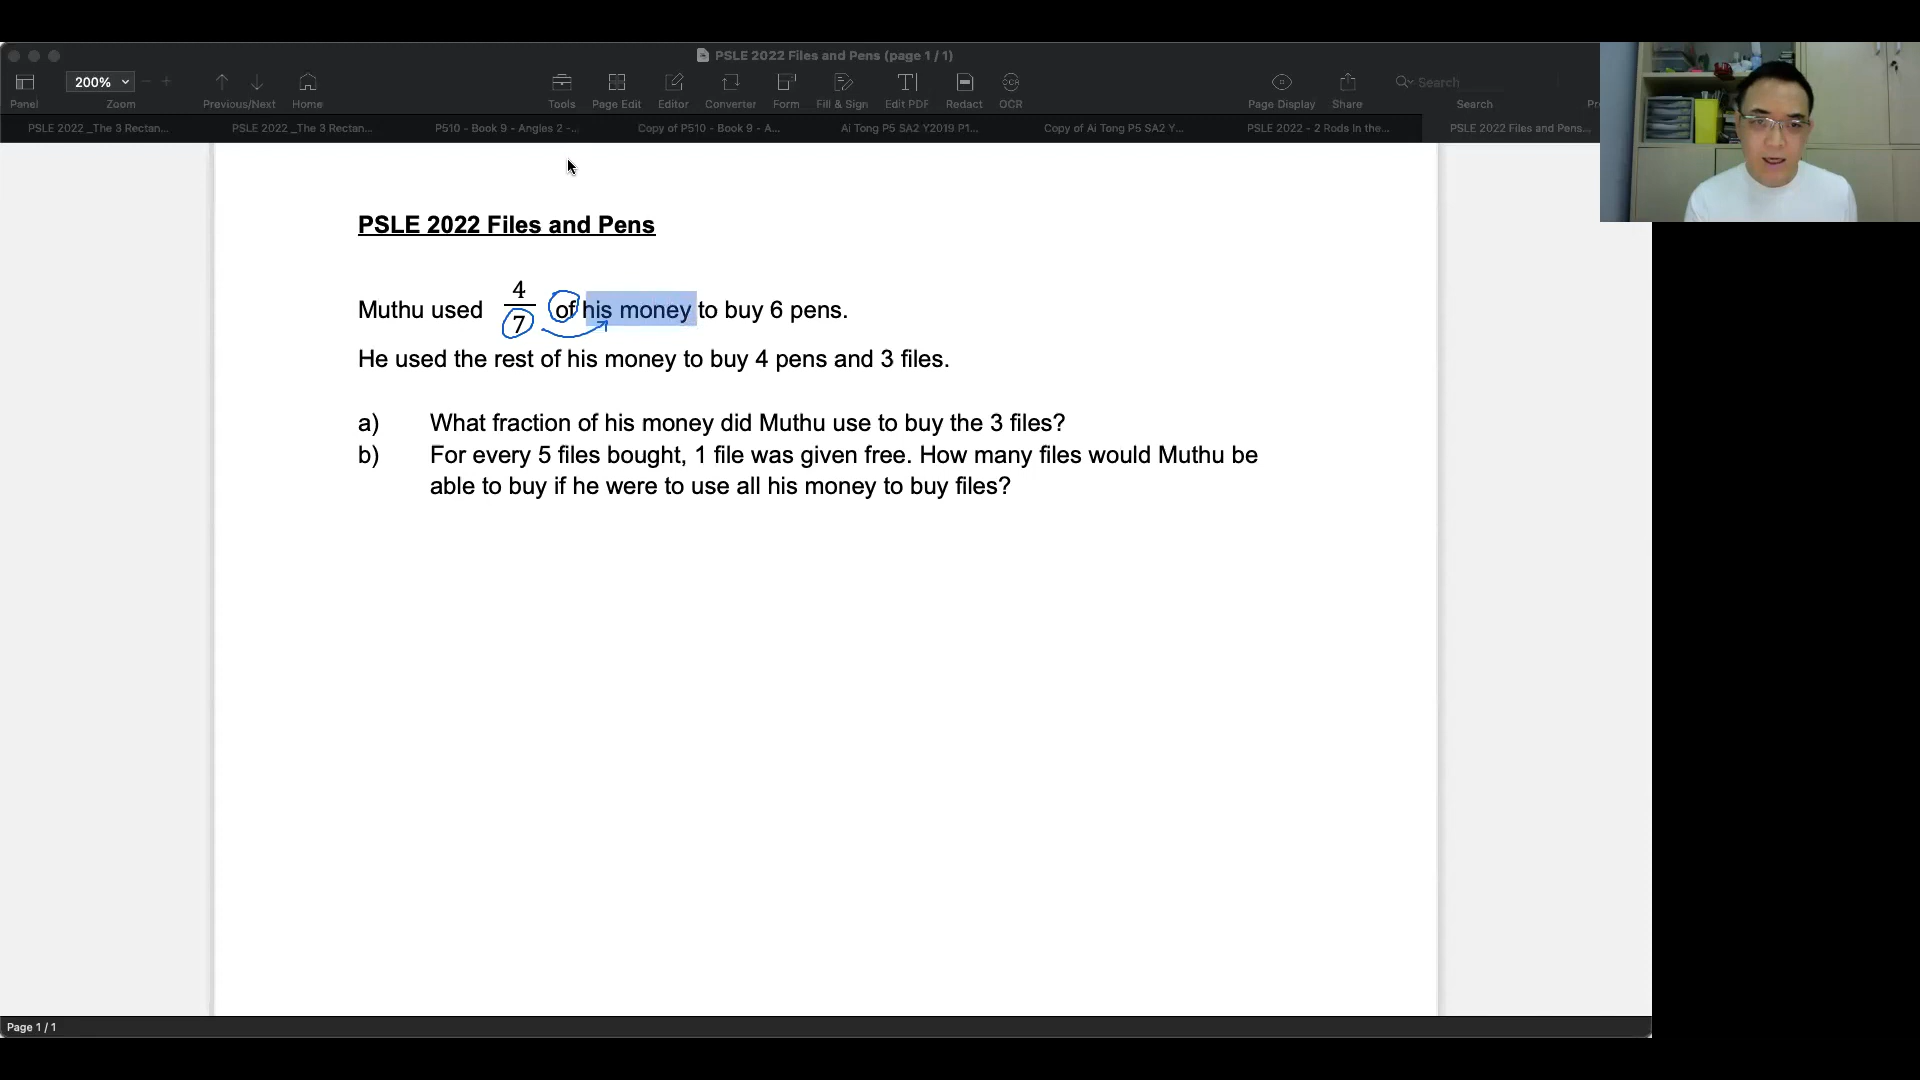 PSLE 2022 Files and Pens (page 1 / 1)
200%
Search
Panel Zoom Previous/Next Home Tools Page Edit Editor Converter Form Fill & Sign Edit PDF Redact OCR Page Display Share Search
PSLE 2022 _The 3 Rectan... PSLE 2022 _The 3 Rectan... P510 - Book 9 - Angles 2 -... Copy of P510 - Book 9 - A... Ai Tong P5 SA2 Y2019 P1... Copy of Ai Tong P5 SA2 Y... PSLE 2022 - 2 Rods in the... PSLE 2022 Files and Pens...
PSLE 2022 Files and Pens
Muthu used 4/7 of his money to buy 6 pens.
He used the rest of his money to buy 4 pens and 3 files.
a) What fraction of his money did Muthu use to buy the 3 files?
b) For every 5 files bought, 1 file was given free. How many files would Muthu be
able to buy if he were to use all his money to buy files?
Page 1 / 1